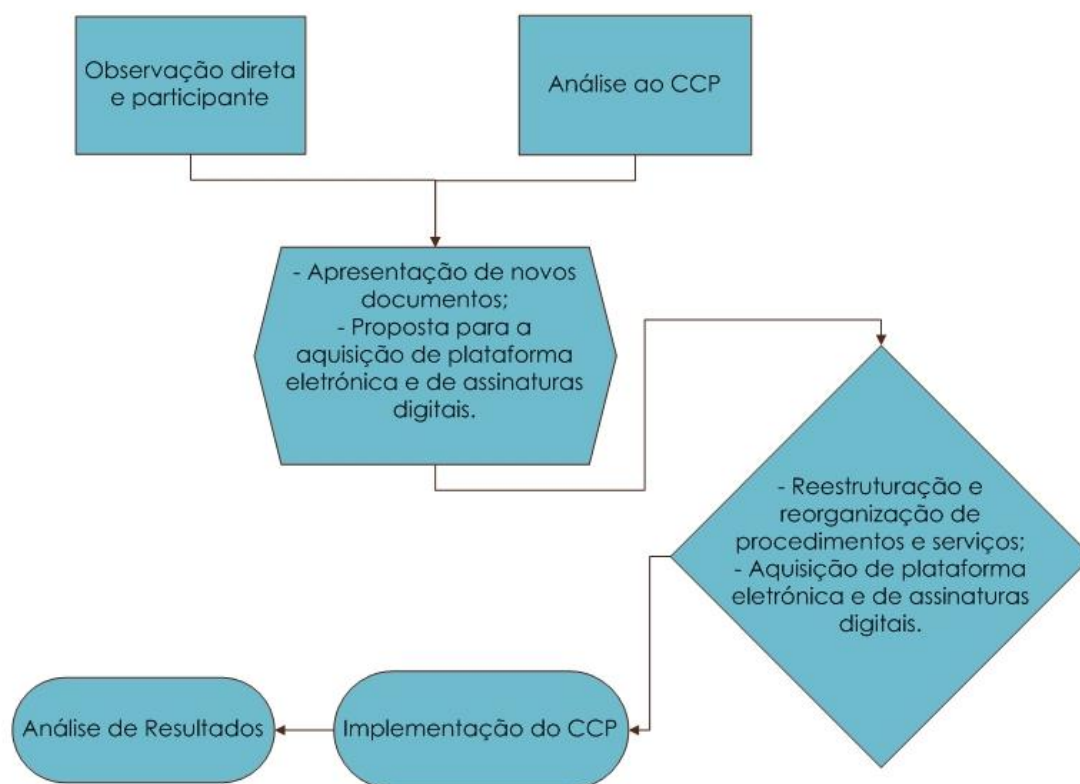 Observação direta
e participante
Análise ao CCP
- Apresentação de novos
documentos;
- Proposta para a
aquisição de plataforma
eletrónica e de assinaturas
digitais.
- Reestruturação e
reorganização de
procedimentos e serviços;
- Aquisição de plataforma
eletrónica e de assinaturas
digitais.
Análise de Resultados
Implementação do CCP